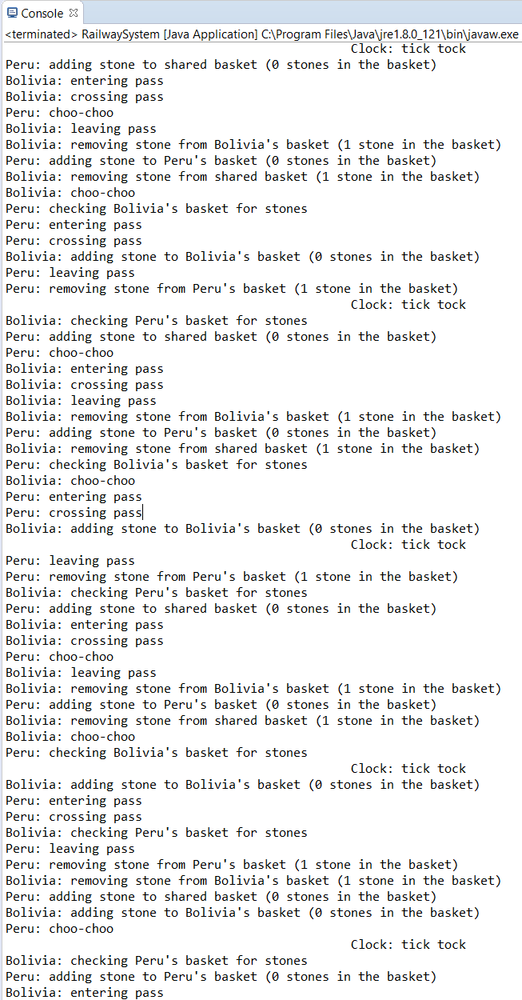 Console
<terminated> RailwaySystem [Java Application] C:\Program Files\Java\jre1.8.0_121\bin\javaw.exe
Clock: tick tock
Peru: adding stone to shared basket (0 stones in the basket)
Bolivia: entering pass
Bolivia: crossing pass
Peru: choo-choo
Bolivia: leaving pass
Bolivia: removing stone from Bolivia's basket (1 stone in the basket)
Peru: adding stone to Peru's basket (0 stones in the basket)
Bolivia: removing stone from shared basket (1 stone in the basket)
Bolivia: choo-choo
Peru: checking Bolivia's basket for stones
Peru: entering pass
Peru: crossing pass
Bolivia: adding stone to Bolivia's basket (0 stones in the basket)
Peru: leaving pass
Peru: removing stone from Peru's basket (1 stone in the basket)
Clock: tick tock
Bolivia: checking Peru's basket for stones
Peru: adding stone to shared basket (0 stones in the basket)
Peru: choo-choo
Bolivia: entering pass
Bolivia: crossing pass
Bolivia: leaving pass
Bolivia: removing stone from Bolivia's basket (1 stone in the basket)
Peru: adding stone to Peru's basket (0 stones in the basket)
Bolivia: removing stone from shared basket (1 stone in the basket)
Peru: checking Bolivia's basket for stones
Bolivia: choo-choo
Peru: entering pass
Peru: crossing pass
Bolivia: adding stone to Bolivia's basket (0 stones in the basket)
Clock: tick tock
Peru: leaving pass
Peru: removing stone from Peru's basket (1 stone in the basket)
Bolivia: checking Peru's basket for stones
Peru: adding stone to shared basket (0 stones in the basket)
Bolivia: entering pass
Bolivia: crossing pass
Peru: choo-choo
Bolivia: leaving pass
Bolivia: removing stone from Bolivia's basket (1 stone in the basket)
Peru: adding stone to Peru's basket (0 stones in the basket)
Bolivia: removing stone from shared basket (1 stone in the basket)
Bolivia: choo-choo
Peru: checking Bolivia's basket for stones
Clock: tick tock
Bolivia: adding stone to Bolivia's basket (0 stones in the basket)
Peru: entering pass
Peru: crossing pass
Bolivia: checking Peru's basket for stones
Peru: leaving pass
Peru: removing stone from Peru's basket (1 stone in the basket)
Bolivia: removing stone from Bolivia's basket (1 stone in the basket)
Peru: adding stone to shared basket (0 stones in the basket)
Bolivia: adding stone to Bolivia's basket (0 stones in the basket)
Peru: choo-choo
Clock: tick tock
Bolivia: checking Peru's basket for stones
Peru: adding stone to Peru's basket (0 stones in the basket)
Bolivia: entering pass